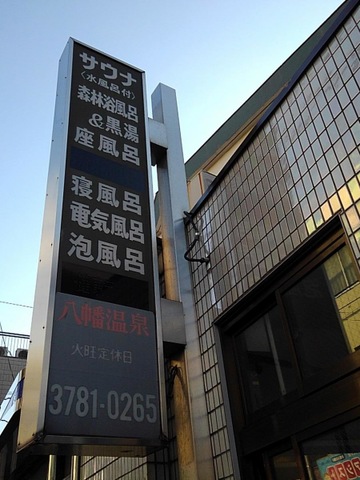 サウナ
(水風呂付)
森林浴風呂
&黒湯
座風呂
寝風呂
電気風呂
泡風呂
八幡温泉
火旺定休日
3781-0265